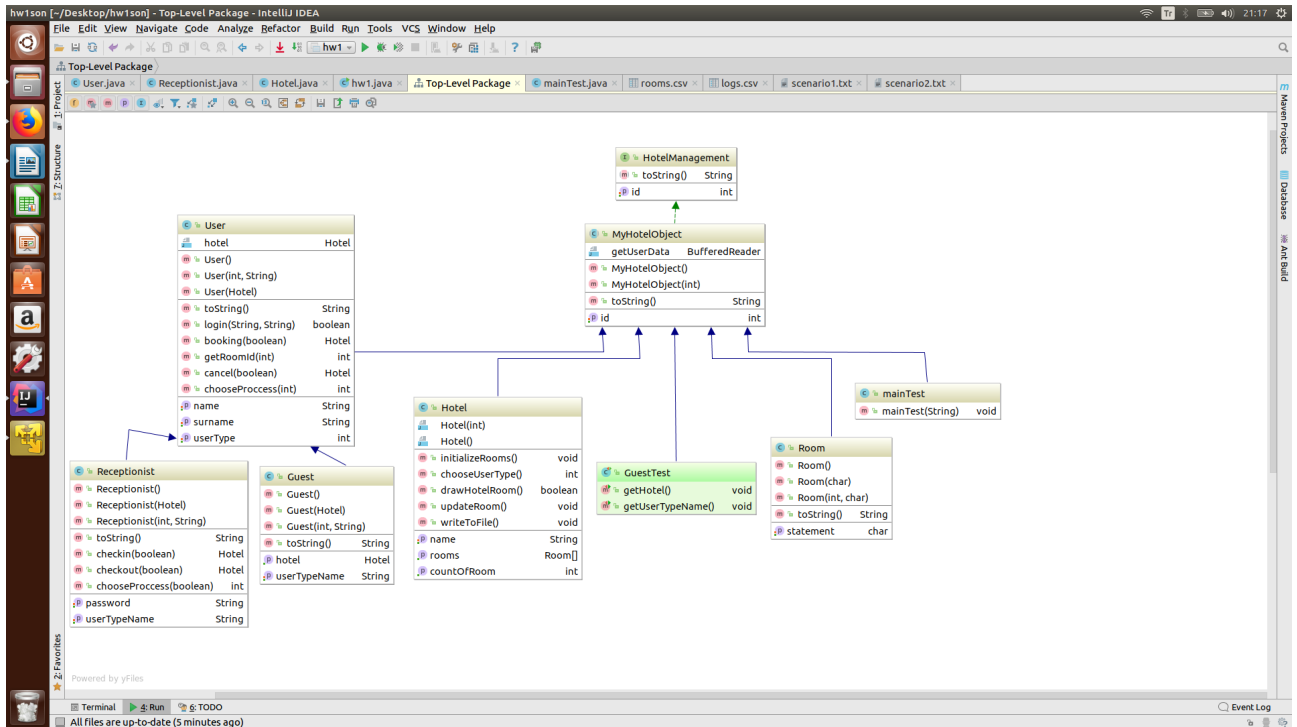 hw1son [~/Desktop/hw1son] - Top-Level Package - IntelliJ IDEA
Tr
21:17
File Edit View Navigate Code Analyze Refactor Build Run Tools VCS Window Help
hw1
Top-Level Package
User.java
Receptionist.java
Hotel.java
hw1.java
Top-Level Package
mainTest.java
rooms.csv
logs.csv
scenario1.txt
scenario2.txt
1: Project
Z: Structure
2: Favorites
Maven Projects
Database
Ant Build
HotelManagement
toString() String
id int
MyHotelObject
getUserData BufferedReader
MyHotelObject()
MyHotelObject(int)
toString() String
id int
User
hotel Hotel
User()
User(int, String)
User(Hotel)
toString() String
login(String, String) boolean
booking(boolean) Hotel
getRoomId(int) int
cancel(boolean) Hotel
chooseProccess(int) int
name String
surname String
userType int
Receptionist
Receptionist()
Receptionist(Hotel)
Receptionist(int, String)
toString() String
checkin(boolean) Hotel
checkout(boolean) Hotel
chooseProccess(boolean) int
password String
userTypeName String
Guest
Guest()
Guest(Hotel)
Guest(int, String)
toString() String
hotel Hotel
userTypeName String
Hotel
Hotel(int)
Hotel()
initializeRooms() void
chooseUserType() int
drawHotelRoom() boolean
updateRoom() void
writeToFile() void
name String
rooms Room[]
countOfRoom int
GuestTest
getHotel() void
getUserTypeName() void
Room
Room()
Room(char)
Room(int, char)
toString() String
statement char
mainTest
mainTest(String) void
Powered by yFiles
Terminal
4: Run
6: TODO
Event Log
All files are up-to-date (5 minutes ago)